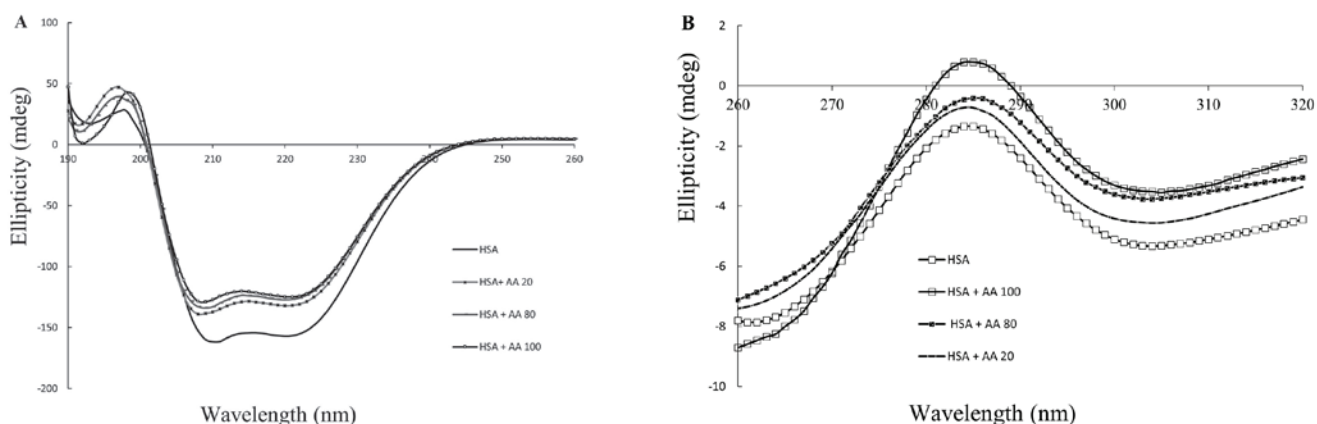 A
Ellipticity (mdeg)
100
50
0
-50
-100
-150
-200
190
200
210
220
230
240
250
260
HSA
HSA+ AA 20
HSA + AA 80
HSA + AA 100
Wavelength (nm)
B
Ellipticity (mdeg)
2
0
-2
-4
-6
-8
-10
260
270
280
290
300
310
320
HSA
HSA + AA 100
HSA + AA 80
HSA + AA 20
Wavelength (nm)